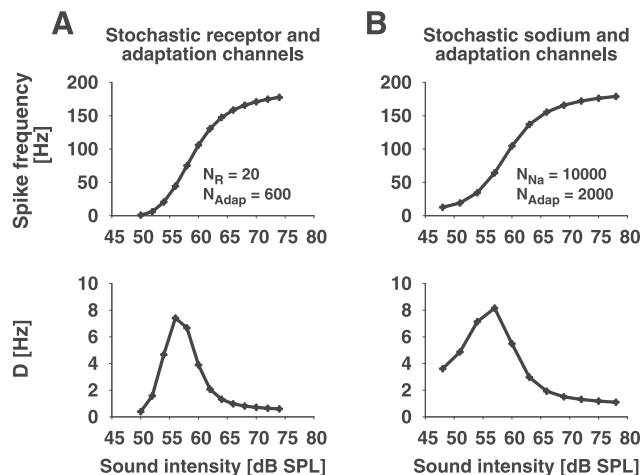 A
Stochastic receptor and
adaptation channels
B
Stochastic sodium and
adaptation channels
Spike frequency
[Hz]
200
150
100
50
0
N_R = 20
N_Adap = 600
45 50 55 60 65 70 75 80
200
150
100
50
0
N_Na = 10000
N_Adap = 2000
45 50 55 60 65 70 75 80
D [Hz]
10
8
6
4
2
0
45 50 55 60 65 70 75 80
Sound intensity [dB SPL]
10
8
6
4
2
0
45 50 55 60 65 70 75 80
Sound intensity [dB SPL]